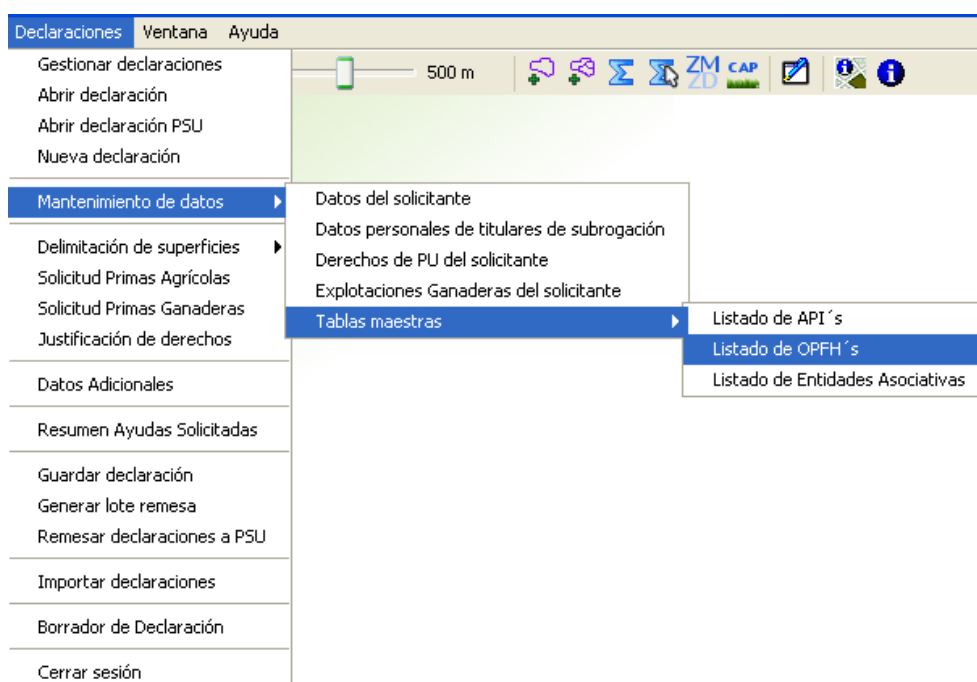 Declaraciones Ventana Ayuda
500 m
ZM
ZD
CAP
Gestionar declaraciones
Abrir declaración
Abrir declaración PSU
Nueva declaración
Mantenimiento de datos
Delimitación de superficies
Solicitud Primas Agrícolas
Solicitud Primas Ganaderas
Justificación de derechos
Datos Adicionales
Resumen Ayudas Solicitadas
Guardar declaración
Generar lote remesa
Remesar declaraciones a PSU
Importar declaraciones
Borrador de Declaración
Cerrar sesión
Datos del solicitante
Datos personales de titulares de subrogación
Derechos de PU del solicitante
Explotaciones Ganaderas del solicitante
Tablas maestras
Listado de API´s
Listado de OPFH´s
Listado de Entidades Asociativas